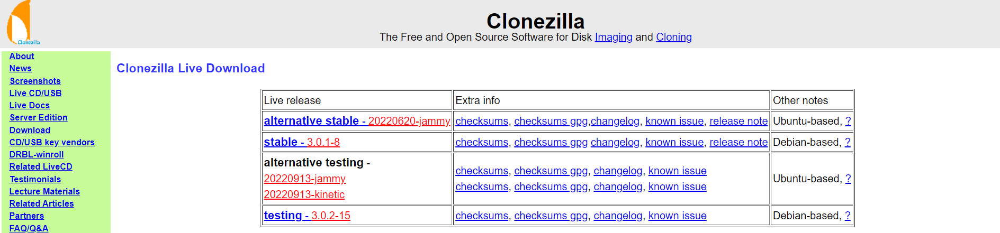 Clonezilla
Clonezilla
The Free and Open Source Software for Disk Imaging and Cloning
About
News
Screenshots
Live CD/USB
Live Docs
Server Edition
Download
CD/USB key vendors
DRBL-winroll
Related LiveCD
Testimonials
Lecture Materials
Related Articles
Partners
FAQ/Q&A
Clonezilla Live Download
Live release Extra info Other notes
alternative stable - 20220620-jammy checksums, checksums gpg,changelog, known issue, release note Ubuntu-based, ?
stable - 3.0.1-8 checksums, checksums gpg changelog, known issue, release note Debian-based, ?
alternative testing -
20220913-jammy
20220913-kinetic
checksums, checksums gpg, changelog, known issue
checksums, checksums gpg, changelog, known issue
Ubuntu-based, ?
testing - 3.0.2-15 checksums, checksums gpg, changelog, known issue Debian-based, ?